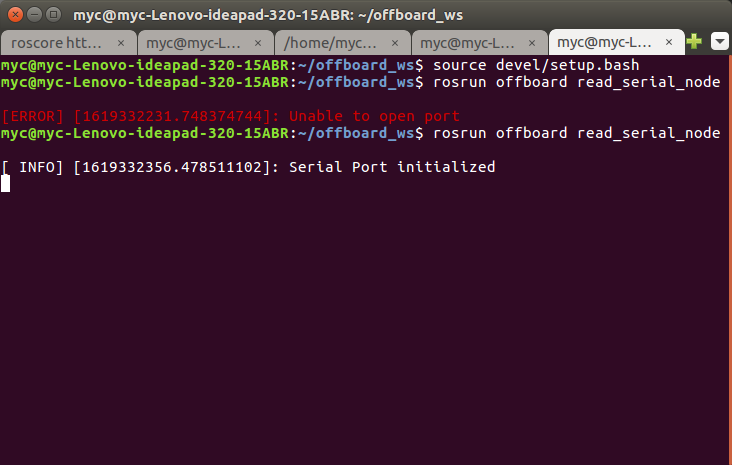 myc@myc-Lenovo-ideapad-320-15ABR: ~/offboard_ws
roscore htt... × myc@myc-L... × /home/myc... × myc@myc-L... × myc@myc-L... ×
myc@myc-Lenovo-ideapad-320-15ABR:~/offboard_ws$ source devel/setup.bash
myc@myc-Lenovo-ideapad-320-15ABR:~/offboard_ws$ rosrun offboard read_serial_node
[ERROR] [1619332231.748374744]: Unable to open port
myc@myc-Lenovo-ideapad-320-15ABR:~/offboard_ws$ rosrun offboard read_serial_node
[ INFO] [1619332356.478511102]: Serial Port initialized